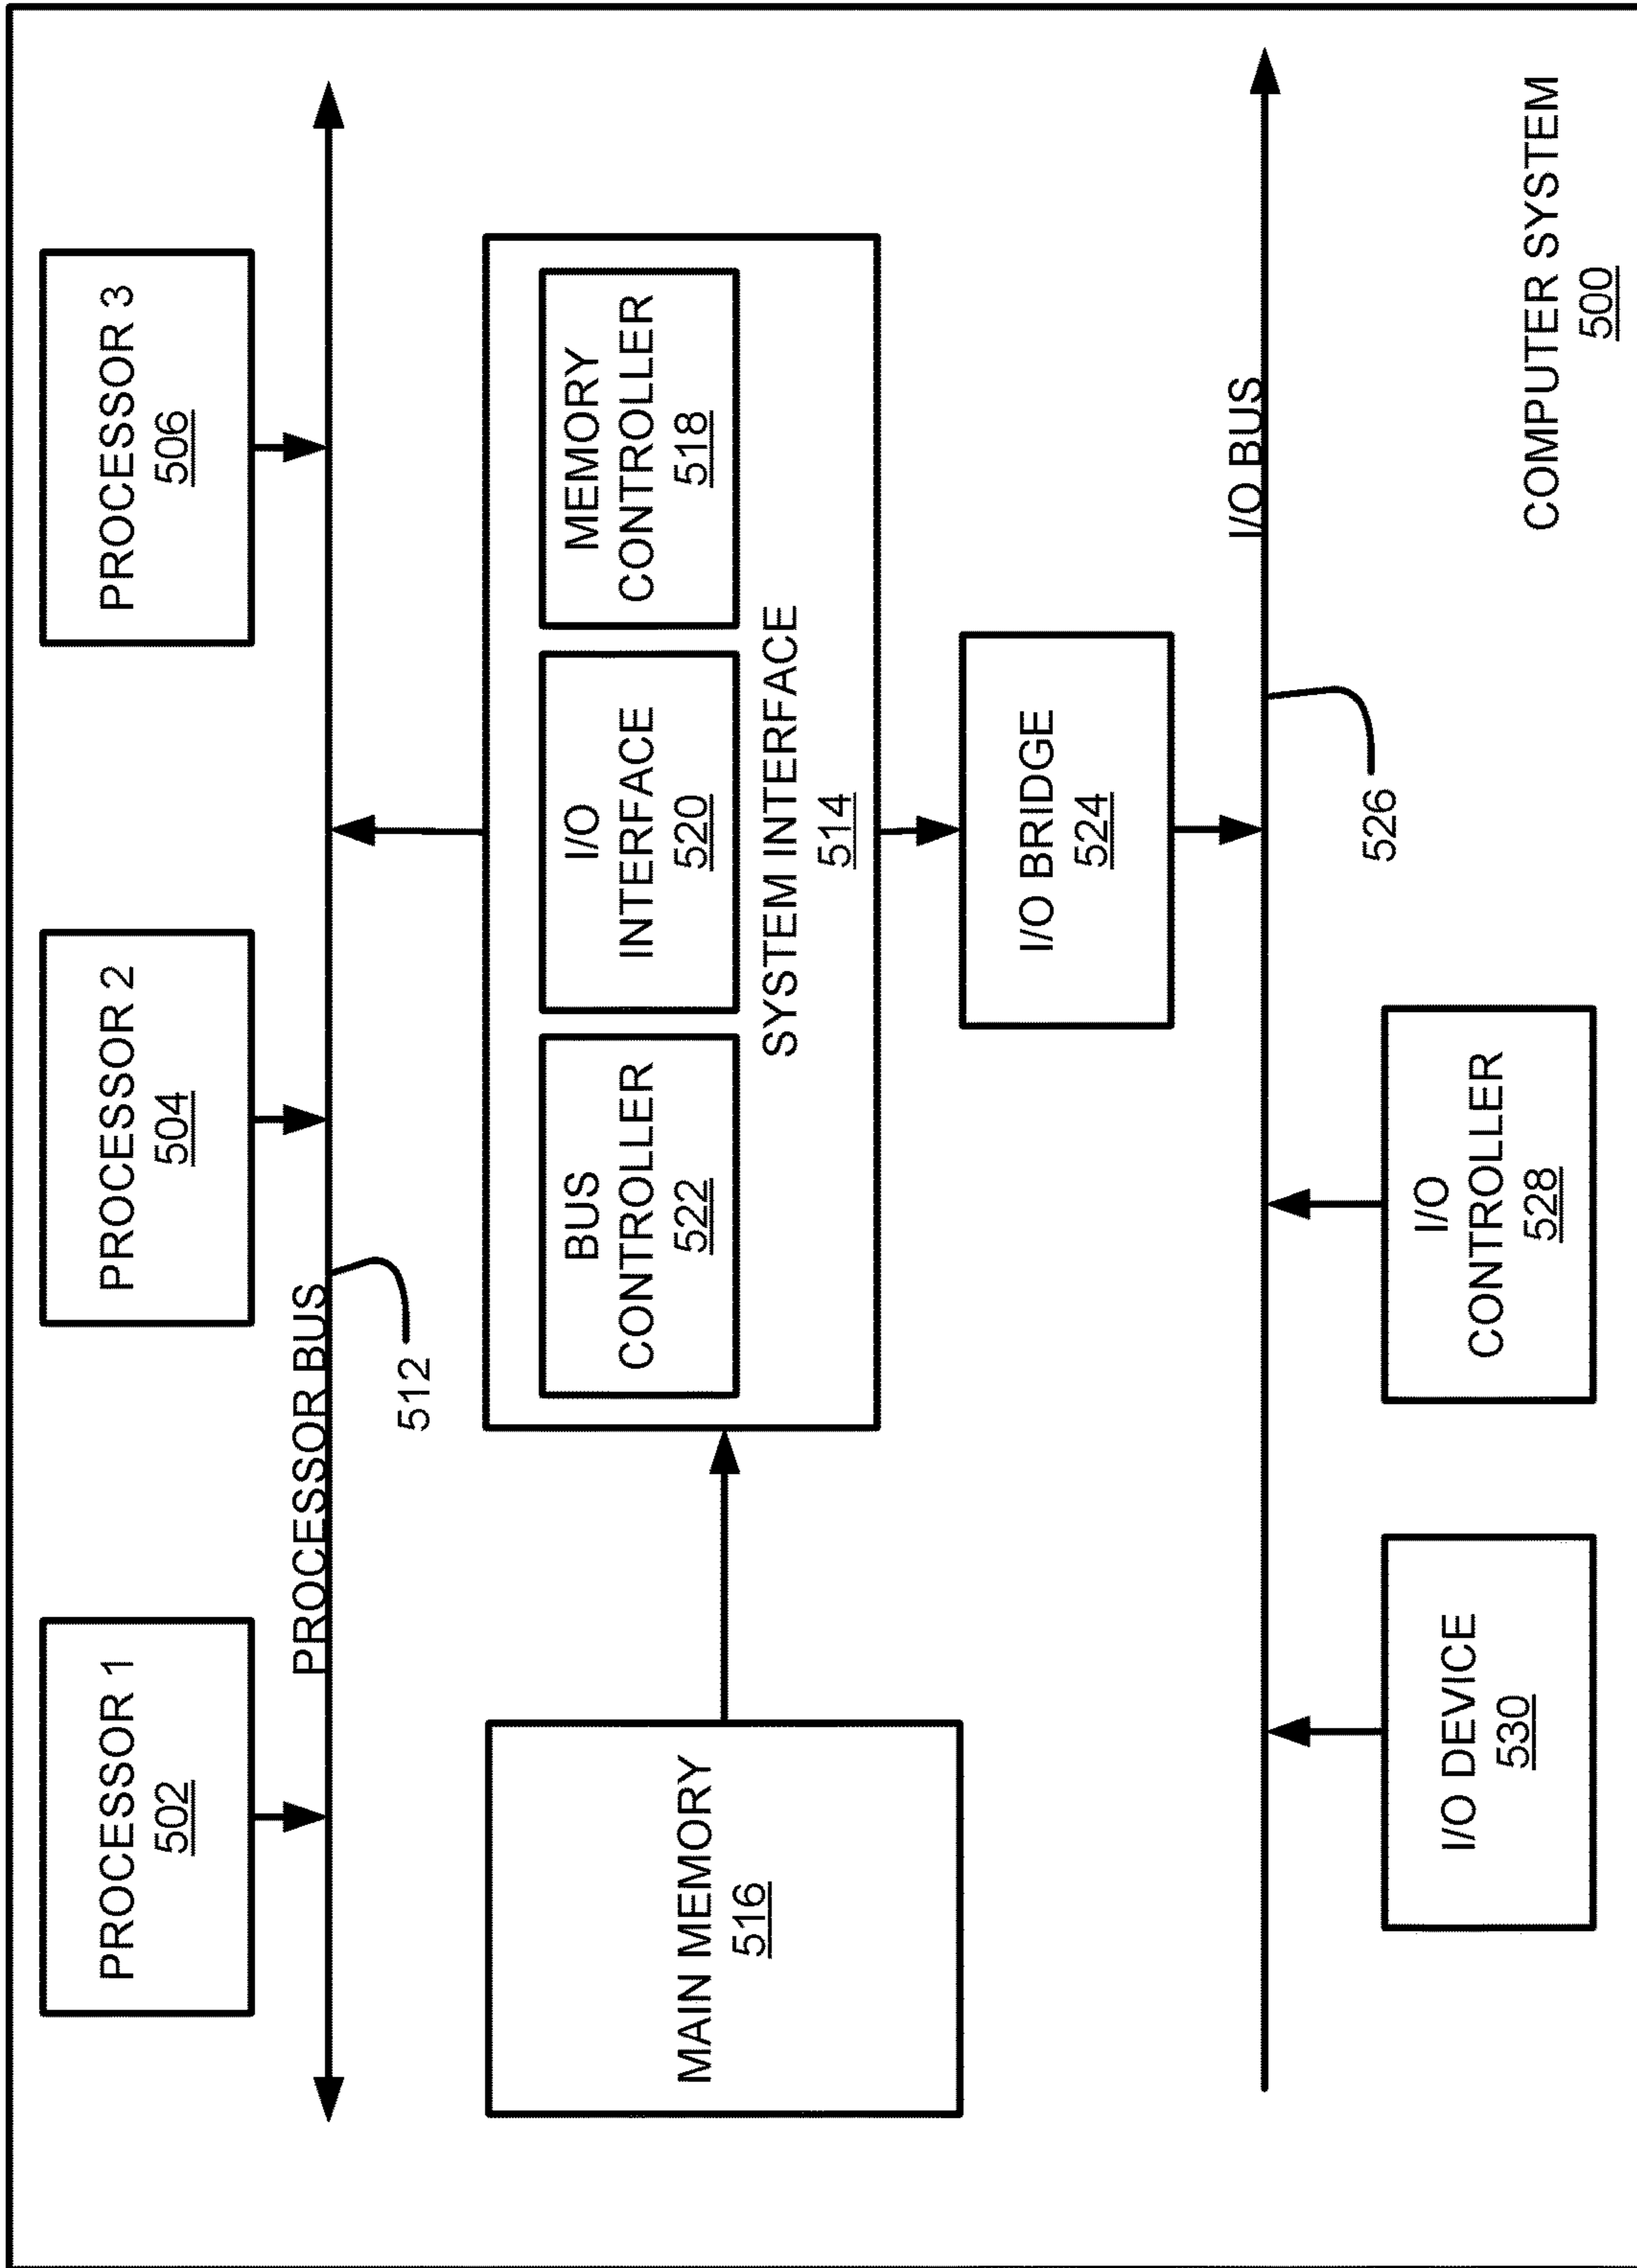 PROCESSOR 1
502
PROCESSOR 2
504
PROCESSOR 3
506
PROCESSOR BUS
512
MAIN MEMORY
516
BUS
CONTROLLER
522
I/O
INTERFACE
520
MEMORY
CONTROLLER
518
SYSTEM INTERFACE
514
I/O BRIDGE
524
I/O BUS
526
I/O DEVICE
530
I/O
CONTROLLER
528
COMPUTER SYSTEM
500